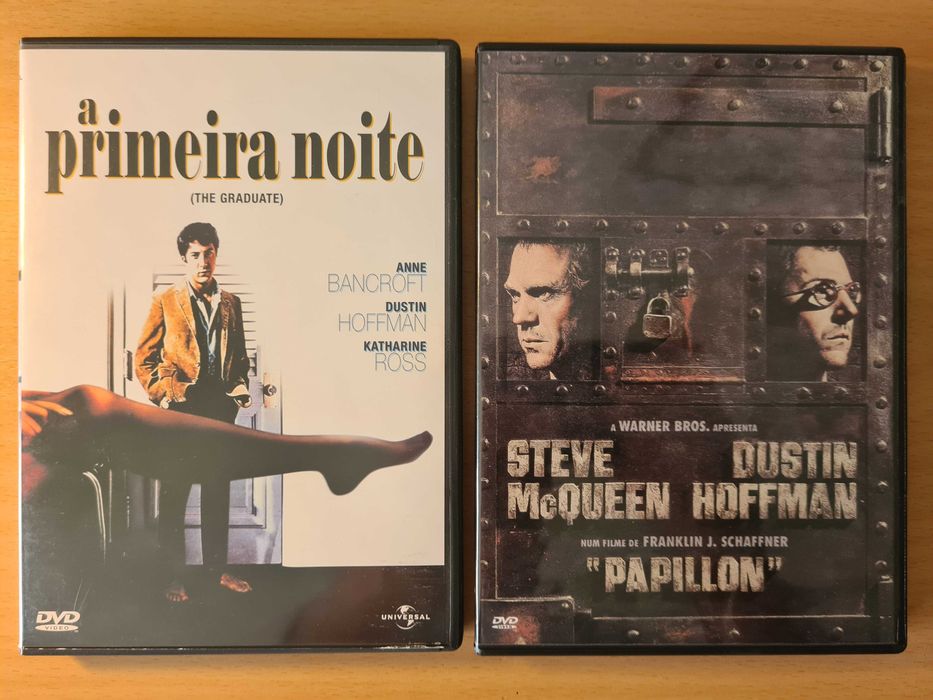 a
primeira noite
(THE GRADUATE)
ANNE
BANCROFT
DUSTIN
HOFFMAN
KATHARINE
ROSS
DVD
VIDEO
UNIVERSAL
A WARNER BROS. APRESENTA
STEVE DUSTIN
McQUEEN HOFFMAN
NUM FILME DE FRANKLIN J. SCHAFFNER
"PAPILLON"
DVD
VIDEO